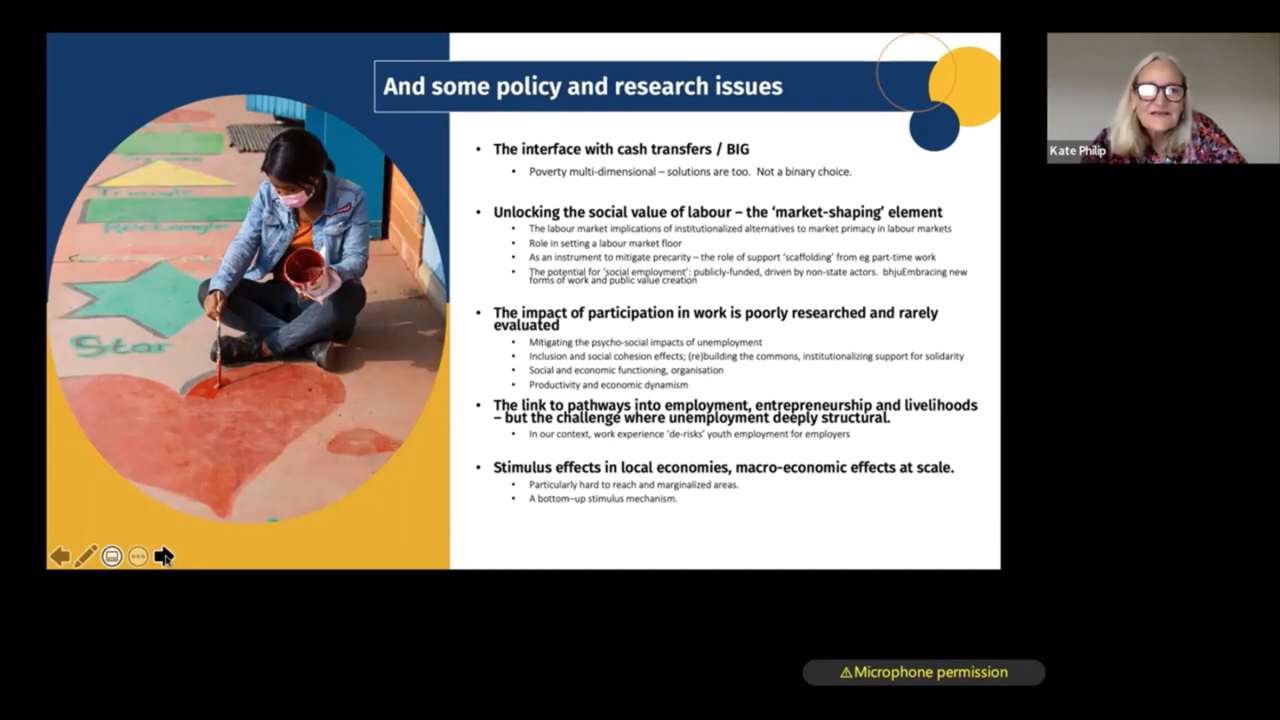 And some policy and research issues
• The interface with cash transfers / BIG
• Poverty multi-dimensional – solutions are too. Not a binary choice.
• Unlocking the social value of labour – the ‘market-shaping’ element
• The labour market implications of institutionalized alternatives to market primacy in labour markets
• Role in setting a labour market floor
• As an instrument to mitigate precarity – the role of support ‘scaffolding’ from eg part-time work
• The potential for ‘social employment’: publicly-funded, driven by non-state actors. bhjuEmbracing new
forms of work and public value creation
• The impact of participation in work is poorly researched and rarely
evaluated
• Mitigating the psycho-social impacts of unemployment
• Inclusion and social cohesion effects; (re)building the commons, institutionalizing support for solidarity
• Social and economic functioning, organisation
• Productivity and economic dynamism
• The link to pathways into employment, entrepreneurship and livelihoods
– but the challenge where unemployment deeply structural.
• In our context, work experience ‘de-risks’ youth employment for employers
• Stimulus effects in local economies, macro-economic effects at scale.
• Particularly hard to reach and marginalized areas.
• A bottom–up stimulus mechanism.
Triangle
Rectangle
Star
Kate Philip
⚠Microphone permission